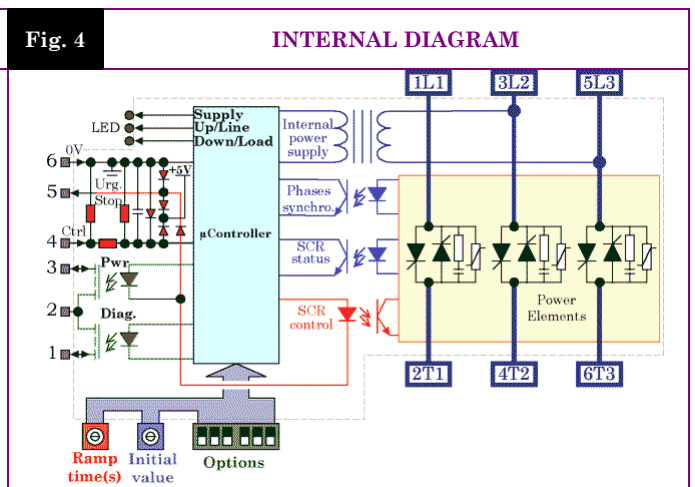 Fig. 4
INTERNAL DIAGRAM
1L1
3L2
5L3
Supply
LED
Up/Line
Down/Load
Internal
power
supply
6
0V
+5V
Urg.
Stop
5
Phases
synchro.
µController
4
Ctrl
SCR
status
3
Pwr
2
Diag.
SCR
control
Power
Elements
1
2T1
4T2
6T3
Ramp
time(s)
Initial
value
Options